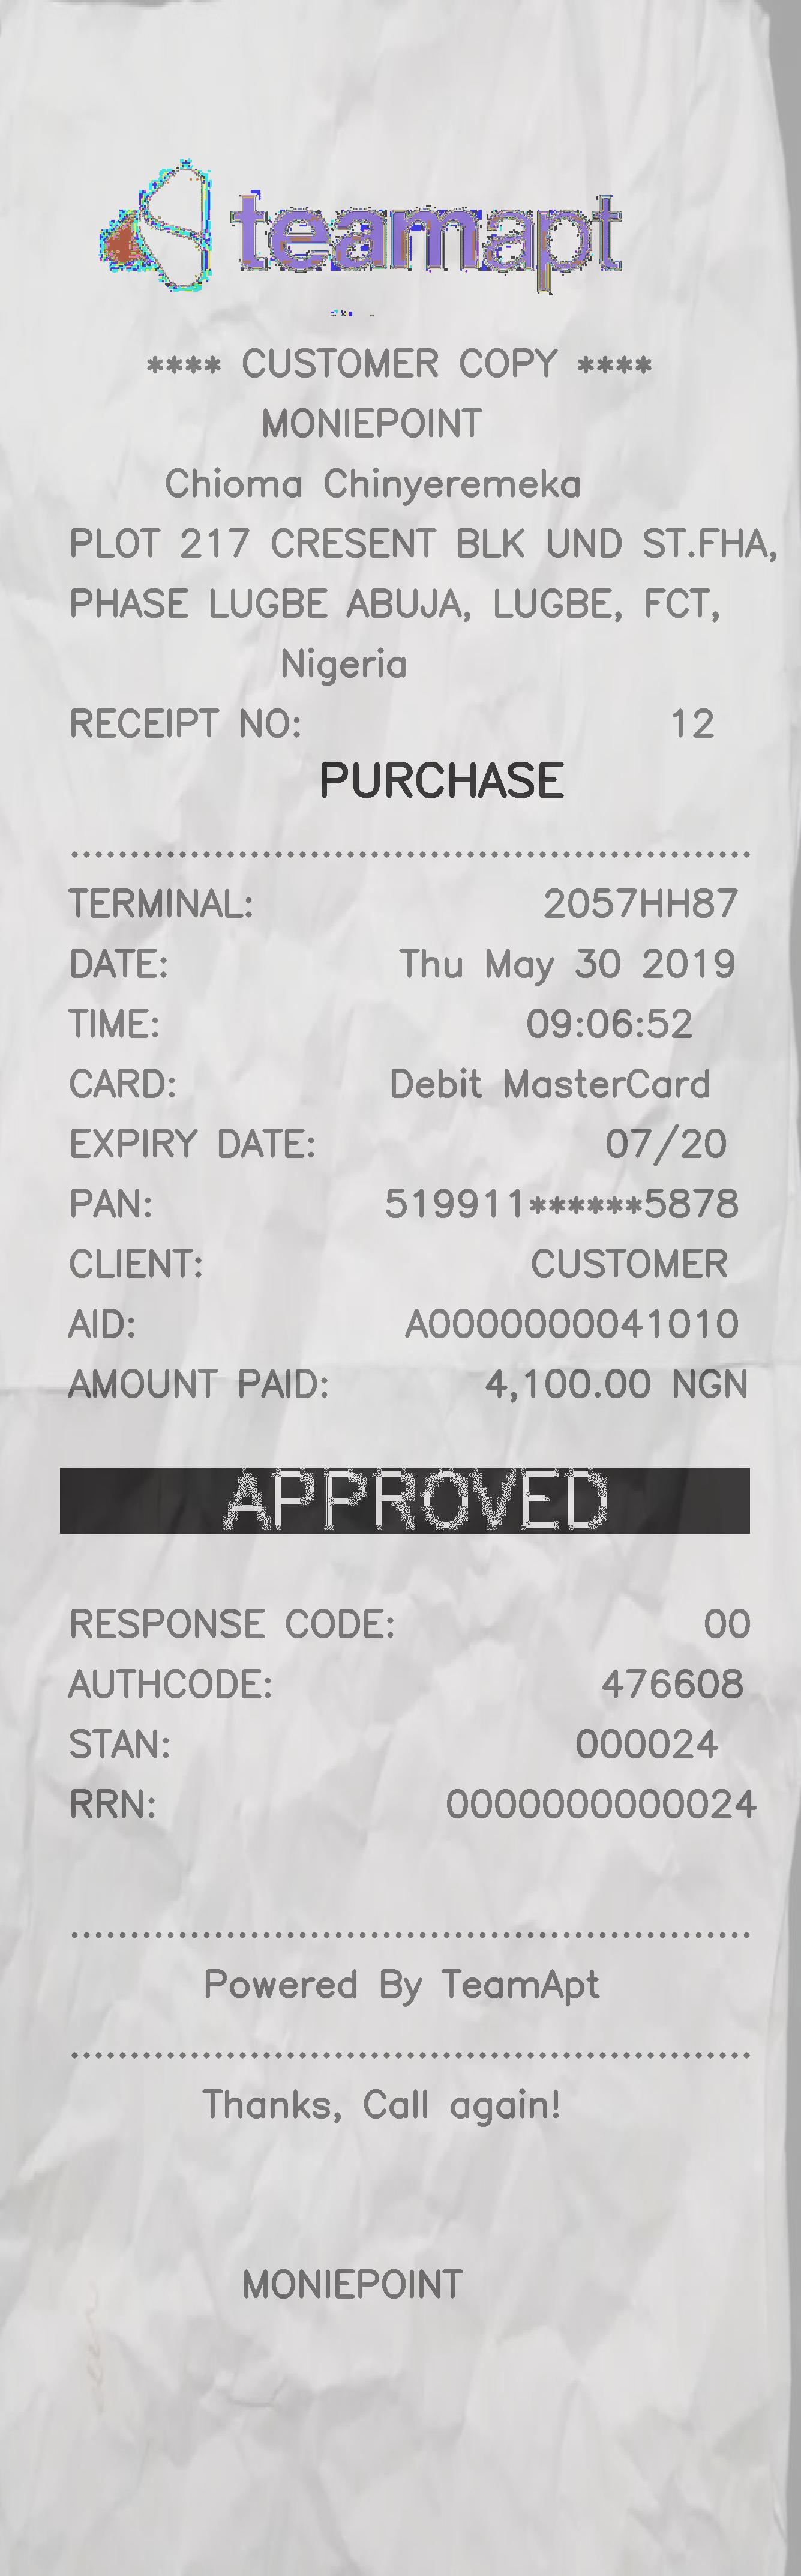 teamapt
**** CUSTOMER COPY ****
MONIEPOINT
Chioma Chinyeremeka
PLOT 217 CRESENT BLK UND ST.FHA,
PHASE LUGBE ABUJA, LUGBE, FCT,
Nigeria
RECEIPT NO: 12
PURCHASE
TERMINAL: 2057HH87
DATE: Thu May 30 2019
TIME: 09:06:52
CARD: Debit MasterCard
EXPIRY DATE: 07/20
PAN: 519911******5878
CLIENT: CUSTOMER
AID: A0000000041010
AMOUNT PAID: 4,100.00 NGN
APPROVED
RESPONSE CODE: 00
AUTHCODE: 476608
STAN: 000024
RRN: 0000000000024
Powered By TeamApt
Thanks, Call again!
MONIEPOINT